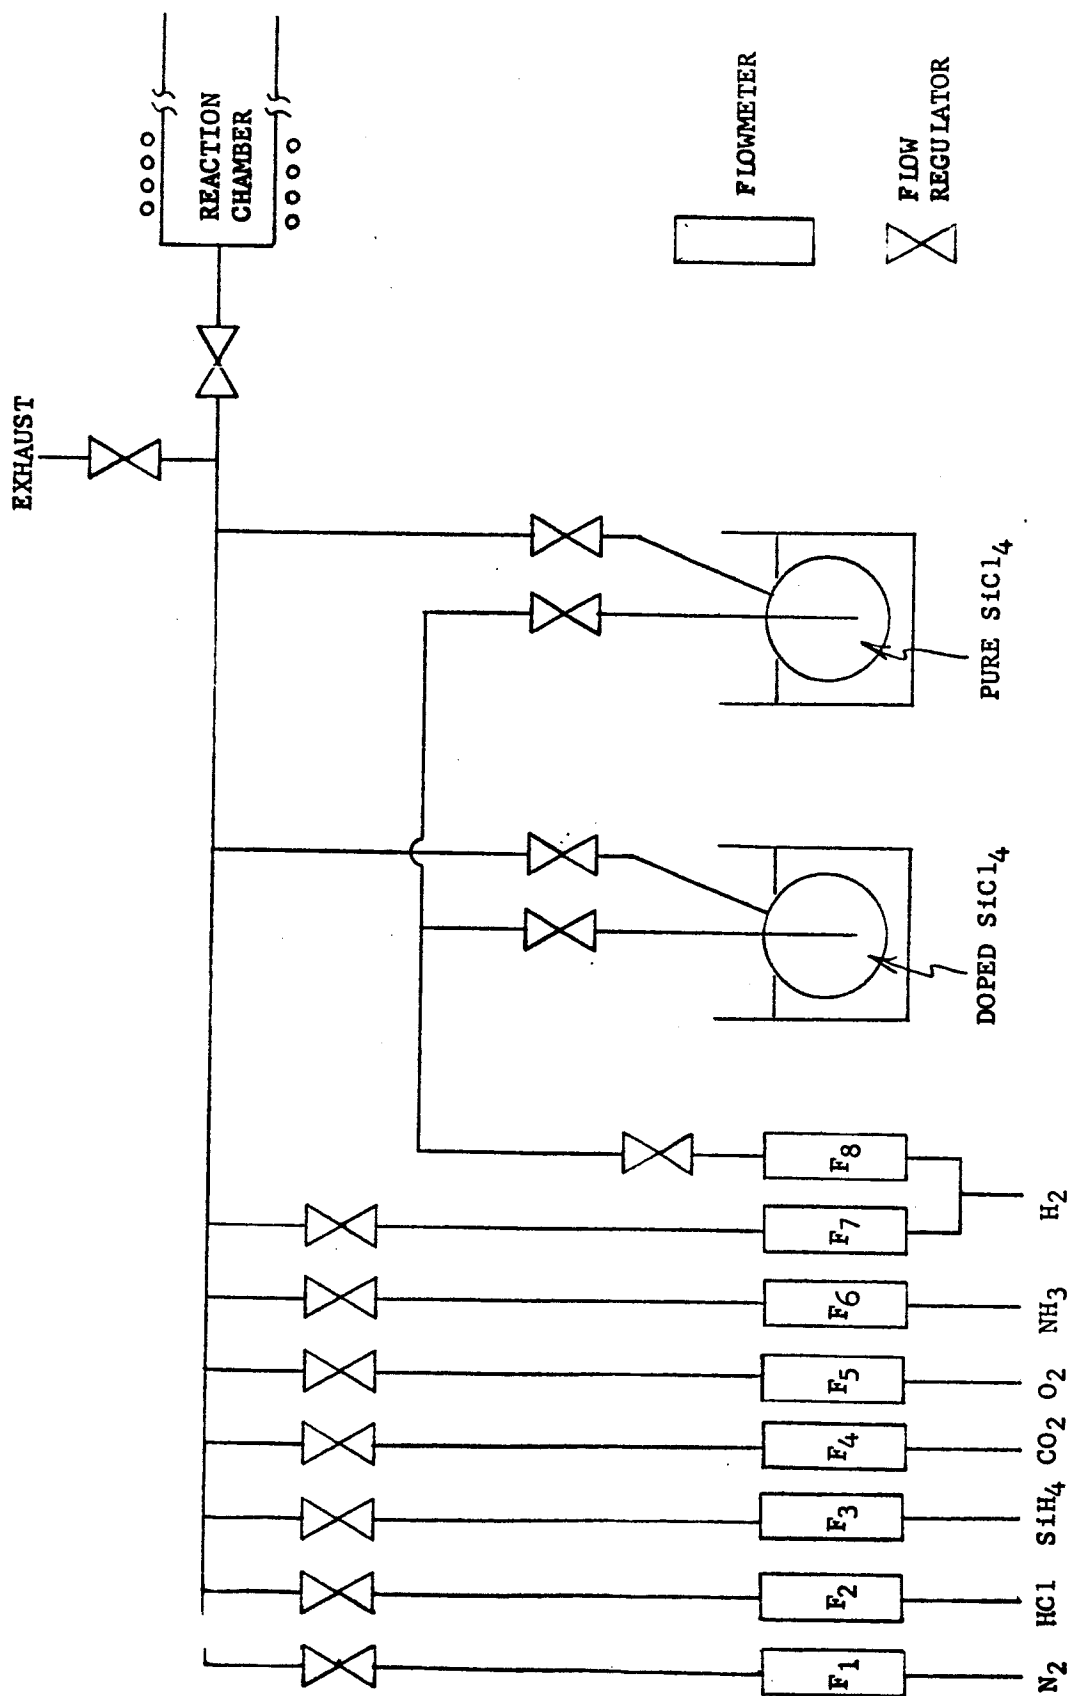 EXHAUST
REACTION
CHAMBER
FLOWMETER
FLOW
REGULATOR
PURE SiCl4
DOPED SiCl4
F1
F2
F3
F4
F5
F6
F7
F8
N2
HCl
SiH4
CO2
O2
NH3
H2